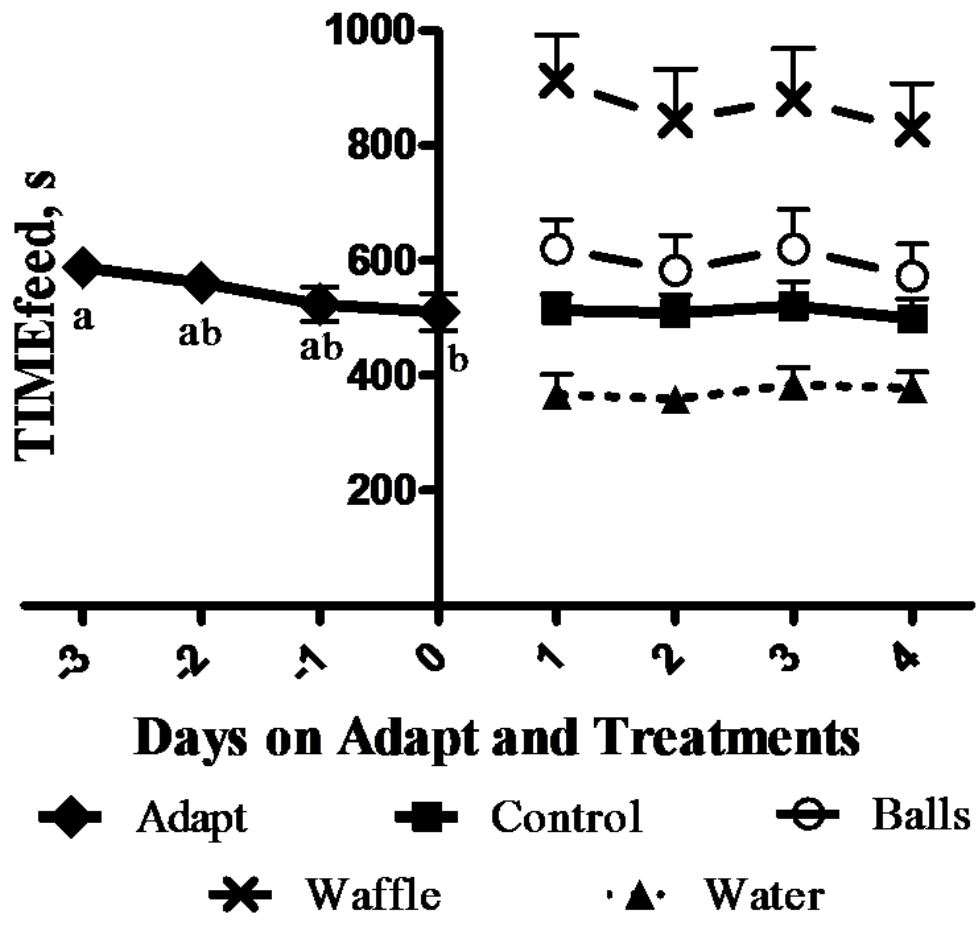 1000
800
600
400
200
TIMEfeed, s
a
ab
ab
b
-3 -2 -1 0 1 2 3 4
Days on Adapt and Treatments
Adapt Control Balls
Waffle Water